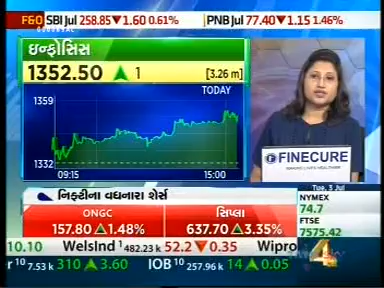 F&O SBI Jul 258.85 ▼ 1.60 0.61% PNB Jul 77.40 ▼ 1.15 1.46%
ઇન્ફોસિસ
1352.50 ▲ 1 [3.26 m]
TODAY
1359
1332
09:15 15:00
FINECURE
Tue, 3 Jul
નિફ્ટીના વધનારા શેર્સ
ONGC સિપ્લા
157.80 ▲ 1.48% 637.70 ▲ 3.35%
NYMEX
74.7
FTSE
7575.42
10.10 WelsInd 482.23 k 52.2 ▼ 0.35 Wipro
10 7.53 k 310 ▲ 3.60 IOB 10 257.96 k 14 ▲ 0.05